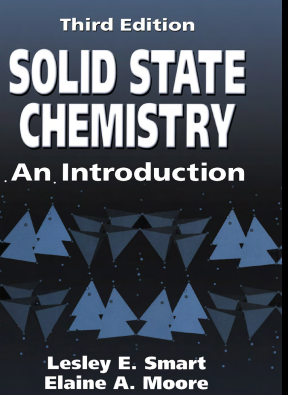 Third Edition
SOLID STATE
CHEMISTRY
An Introduction
Lesley E. Smart
Elaine A. Moore